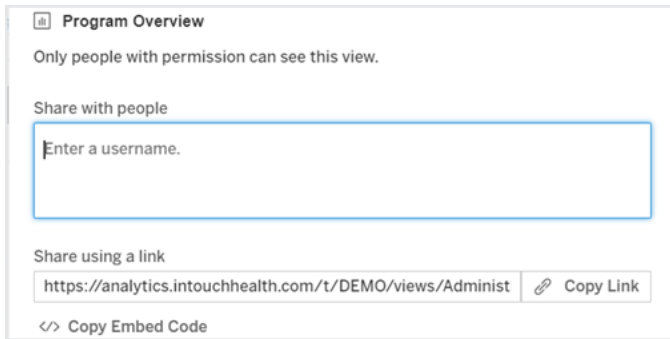 Program Overview
Only people with permission can see this view.
Share with people
Enter a username.
Share using a link
https://analytics.intouchhealth.com/t/DEMO/views/Administ
Copy Link
</> Copy Embed Code